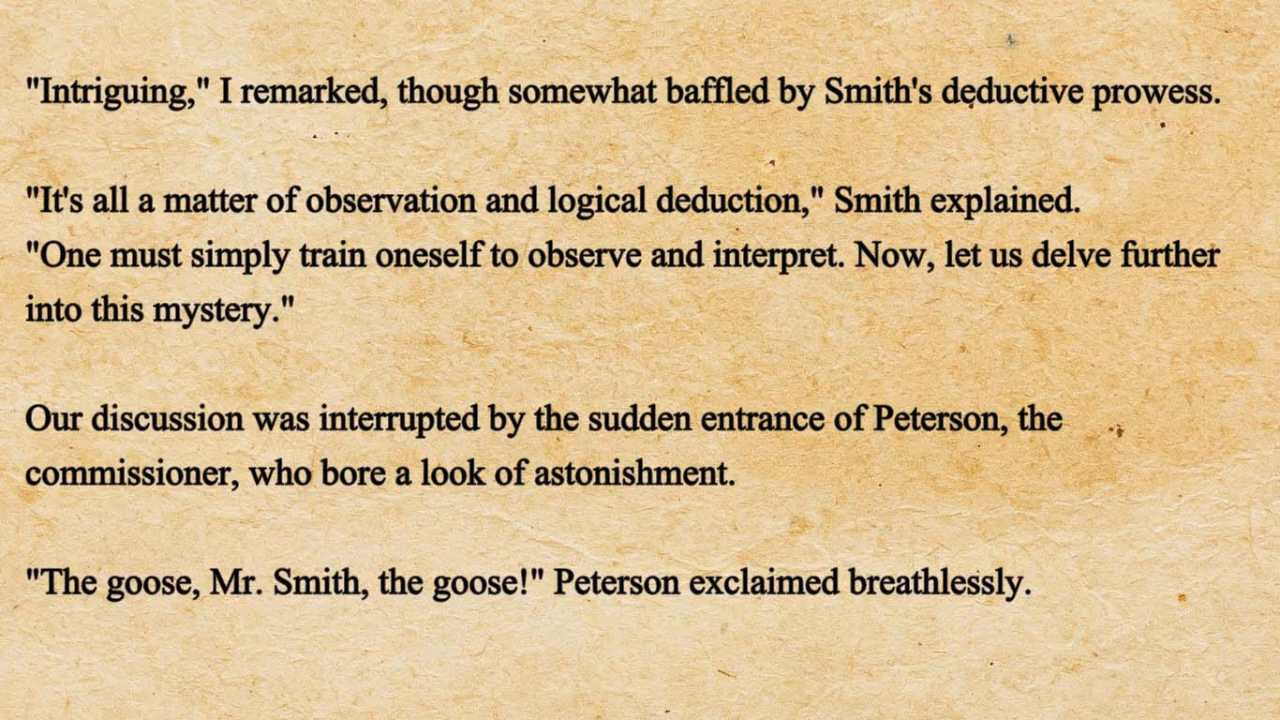 "Intriguing," I remarked, though somewhat baffled by Smith's deductive prowess.
"It's all a matter of observation and logical deduction," Smith explained.
"One must simply train oneself to observe and interpret. Now, let us delve further
into this mystery."
Our discussion was interrupted by the sudden entrance of Peterson, the
commissioner, who bore a look of astonishment.
"The goose, Mr. Smith, the goose!" Peterson exclaimed breathlessly.